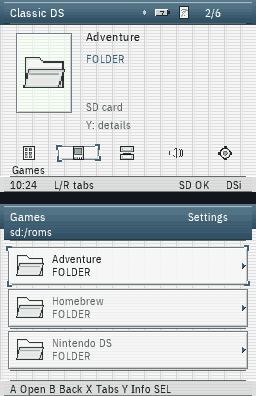 Classic DS 2/6
Adventure
FOLDER
SD card
Y: details
Games
10:24 L/R tabs SD OK DSi
Games Settings
sd:/roms
Adventure
FOLDER
Homebrew
FOLDER
Nintendo DS
FOLDER
A Open B Back X Tabs Y Info SEL